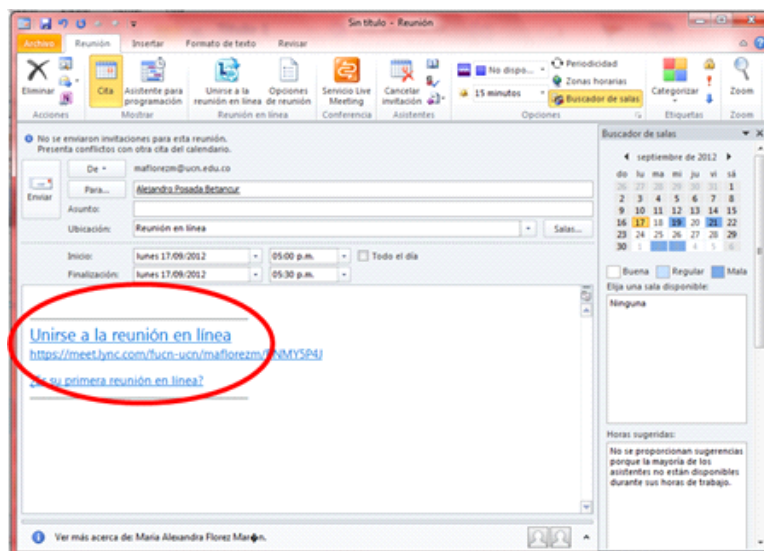 Sin título - Reunión
Archivo Reunión Insertar Formato de texto Revisar
Eliminar
Cita
Asistente para programación
Unirse a la reunión en línea
Opciones de reunión
Servicio Live Meeting
Cancelar invitación
No dispo...
15 minutos
Periodicidad
Zonas horarias
Buscador de salas
Categorizar
Zoom
Acciones Mostrar Reunión en línea Conferencia Asistentes Opciones Etiquetas Zoom
No se enviaron invitaciones para esta reunión.
Presenta conflictos con otra cita del calendario.
Enviar
De maflorezm@ucn.edu.co
Para... Alejandro Posada Betancur
Asunto:
Ubicación: Reunión en línea Salas...
Inicio: lunes 17/09/2012 05:00 p.m. Todo el día
Finalización: lunes 17/09/2012 05:30 p.m.
Unirse a la reunión en línea
https://meet.lync.com/fucn-ucn/maflorezm/ NMY5P4J
¿Es su primera reunión en línea?
Ver más acerca de: Maria Alexandra Florez Mar�n.
Buscador de salas
septiembre de 2012
do lu ma mi ju vi sá
26 27 28 29 30 31 1
2 3 4 5 6 7 8
9 10 11 12 13 14 15
16 17 18 19 20 21 22
23 24 25 26 27 28 29
30 1 4 5 6
Buena Regular Mala
Elija una sala disponible:
Ninguna
Horas sugeridas:
No se proporcionan sugerencias
porque la mayoría de los
asistentes no están disponibles
durante sus horas de trabajo.